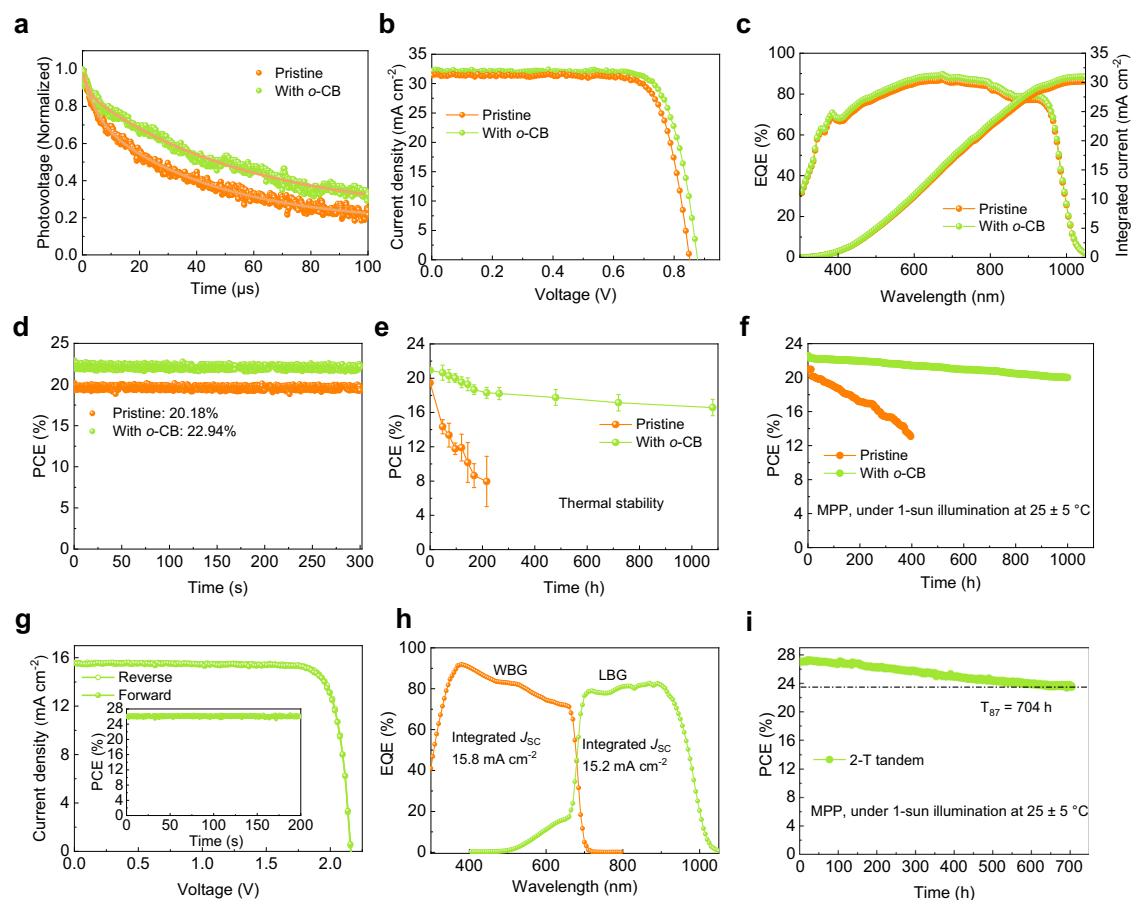 a
Photovoltage (Normalized)
1.0
0.8
0.6
0.4
0.2
0.0
0 20 40 60 80 100
Time (µs)
Pristine
With o-CB
b
Current density (mA cm⁻²)
35
30
25
20
15
10
5
0
0.0 0.2 0.4 0.6 0.8
Voltage (V)
Pristine
With o-CB
c
EQE (%)
100
80
60
40
20
0
400 600 800 1000
Wavelength (nm)
Integrated current (mA cm⁻²)
35
30
25
20
15
10
5
0
Pristine
With o-CB
d
PCE (%)
25
20
15
10
5
0
0 50 100 150 200 250 300
Time (s)
Pristine: 20.18%
With o-CB: 22.94%
e
PCE (%)
24
20
16
12
8
4
0
0 200 400 600 800 1000
Time (h)
Pristine
With o-CB
Thermal stability
f
PCE (%)
24
20
16
12
8
4
0
0 200 400 600 800 1000
Time (h)
Pristine
With o-CB
MPP, under 1-sun illumination at 25 ± 5 °C
g
Current density (mA cm⁻²)
16
12
8
4
0
0.0 0.5 1.0 1.5 2.0
Voltage (V)
Reverse
Forward
PCE (%)
28
24
20
16
12
8
4
0
0 50 100 150 200
Time (s)
h
EQE (%)
100
80
60
40
20
0
400 600 800 1000
Wavelength (nm)
WBG
LBG
Integrated JSC
15.8 mA cm⁻²
Integrated JSC
15.2 mA cm⁻²
i
PCE (%)
28
24
20
16
12
8
4
0
0 100 200 300 400 500 600 700
Time (h)
T₈₇ = 704 h
2-T tandem
MPP, under 1-sun illumination at 25 ± 5 °C